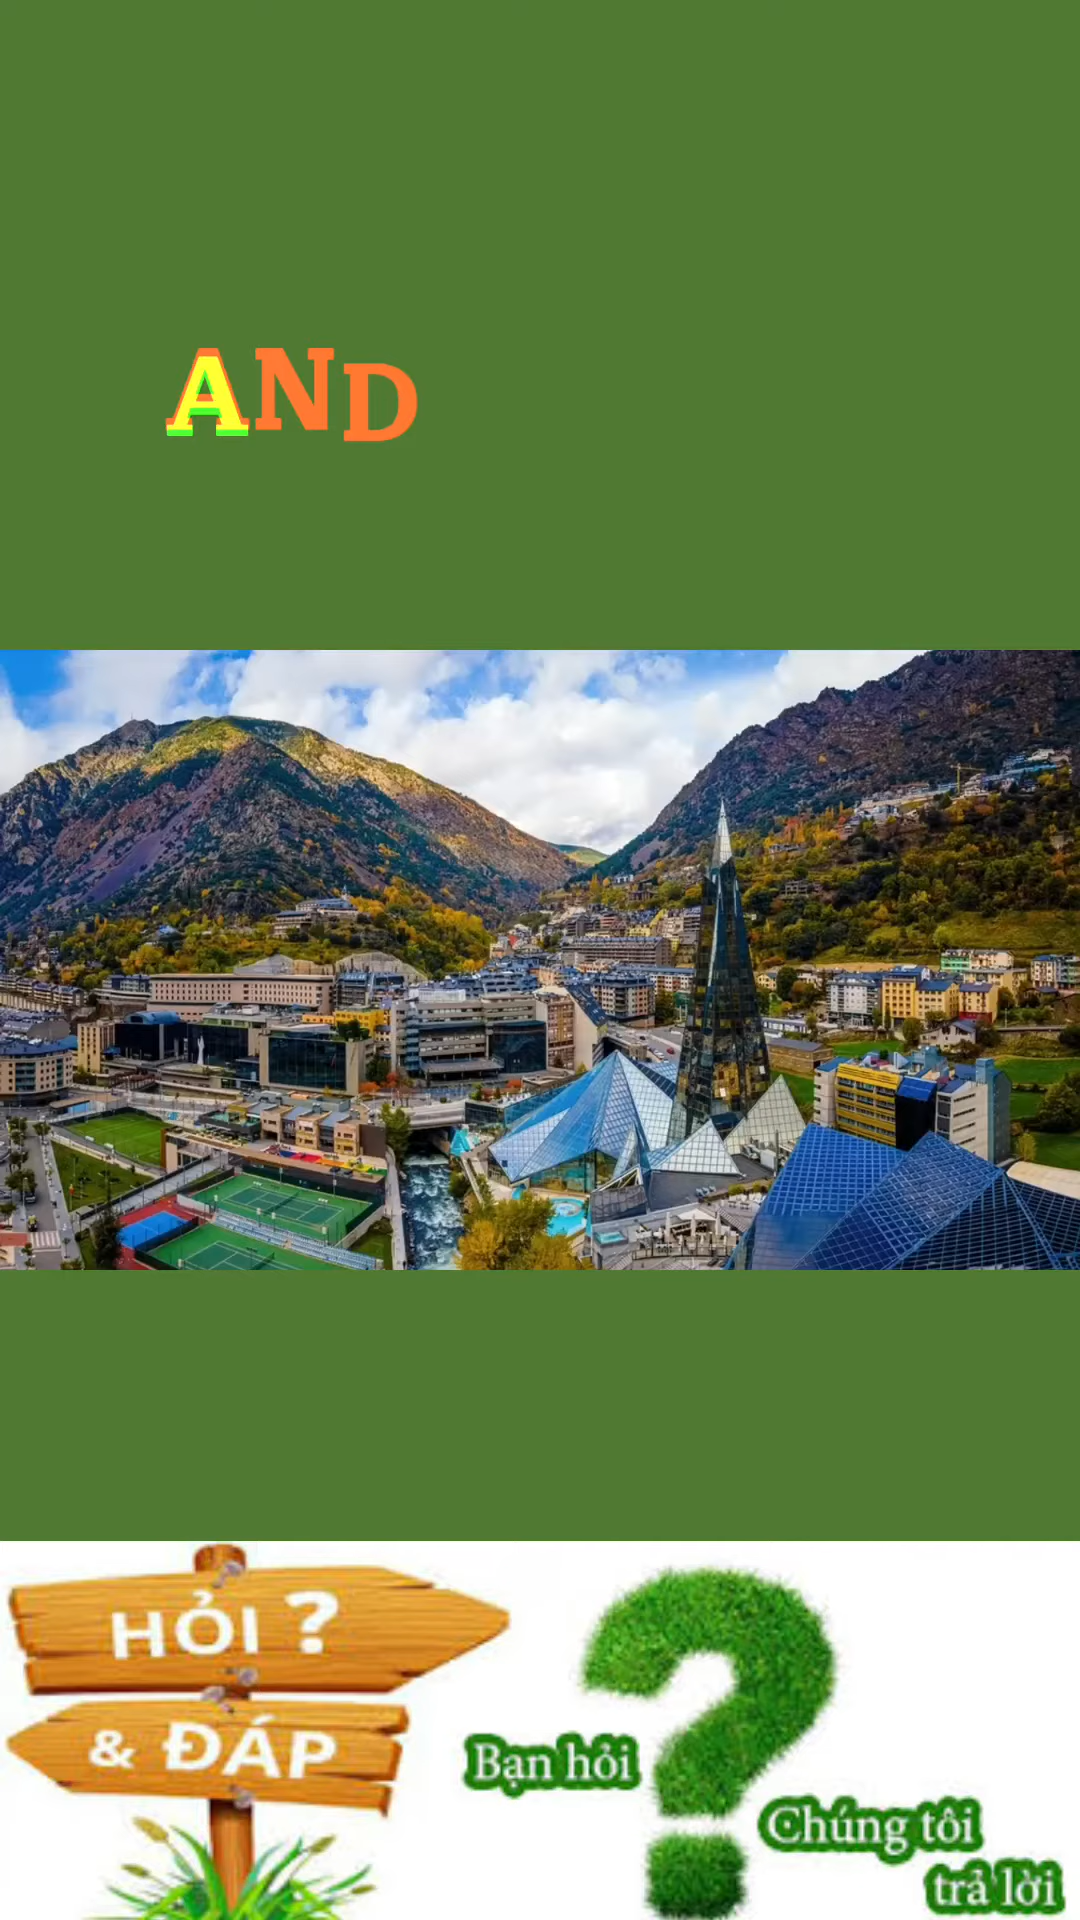 AND
HỎI ?
& ĐÁP
Bạn hỏi
?
Chúng tôi
trả lời